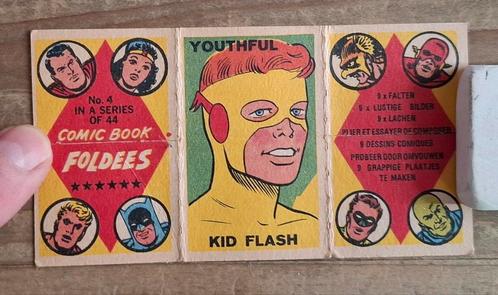 No. 4
IN A SERIES
OF 44
COMIC BOOK
FOLDEES
YOUTHFUL
KID FLASH
9 x FALTEN
9 x LUSTIGE BILDER
9 x LACHEN
PLIER ET ESSAYER DE COMPOSER
9 DESSINS COMIQUES
PROBEER DOOR OMVOUWEN
9 GRAPPIGE PLAATJES
TE MAKEN